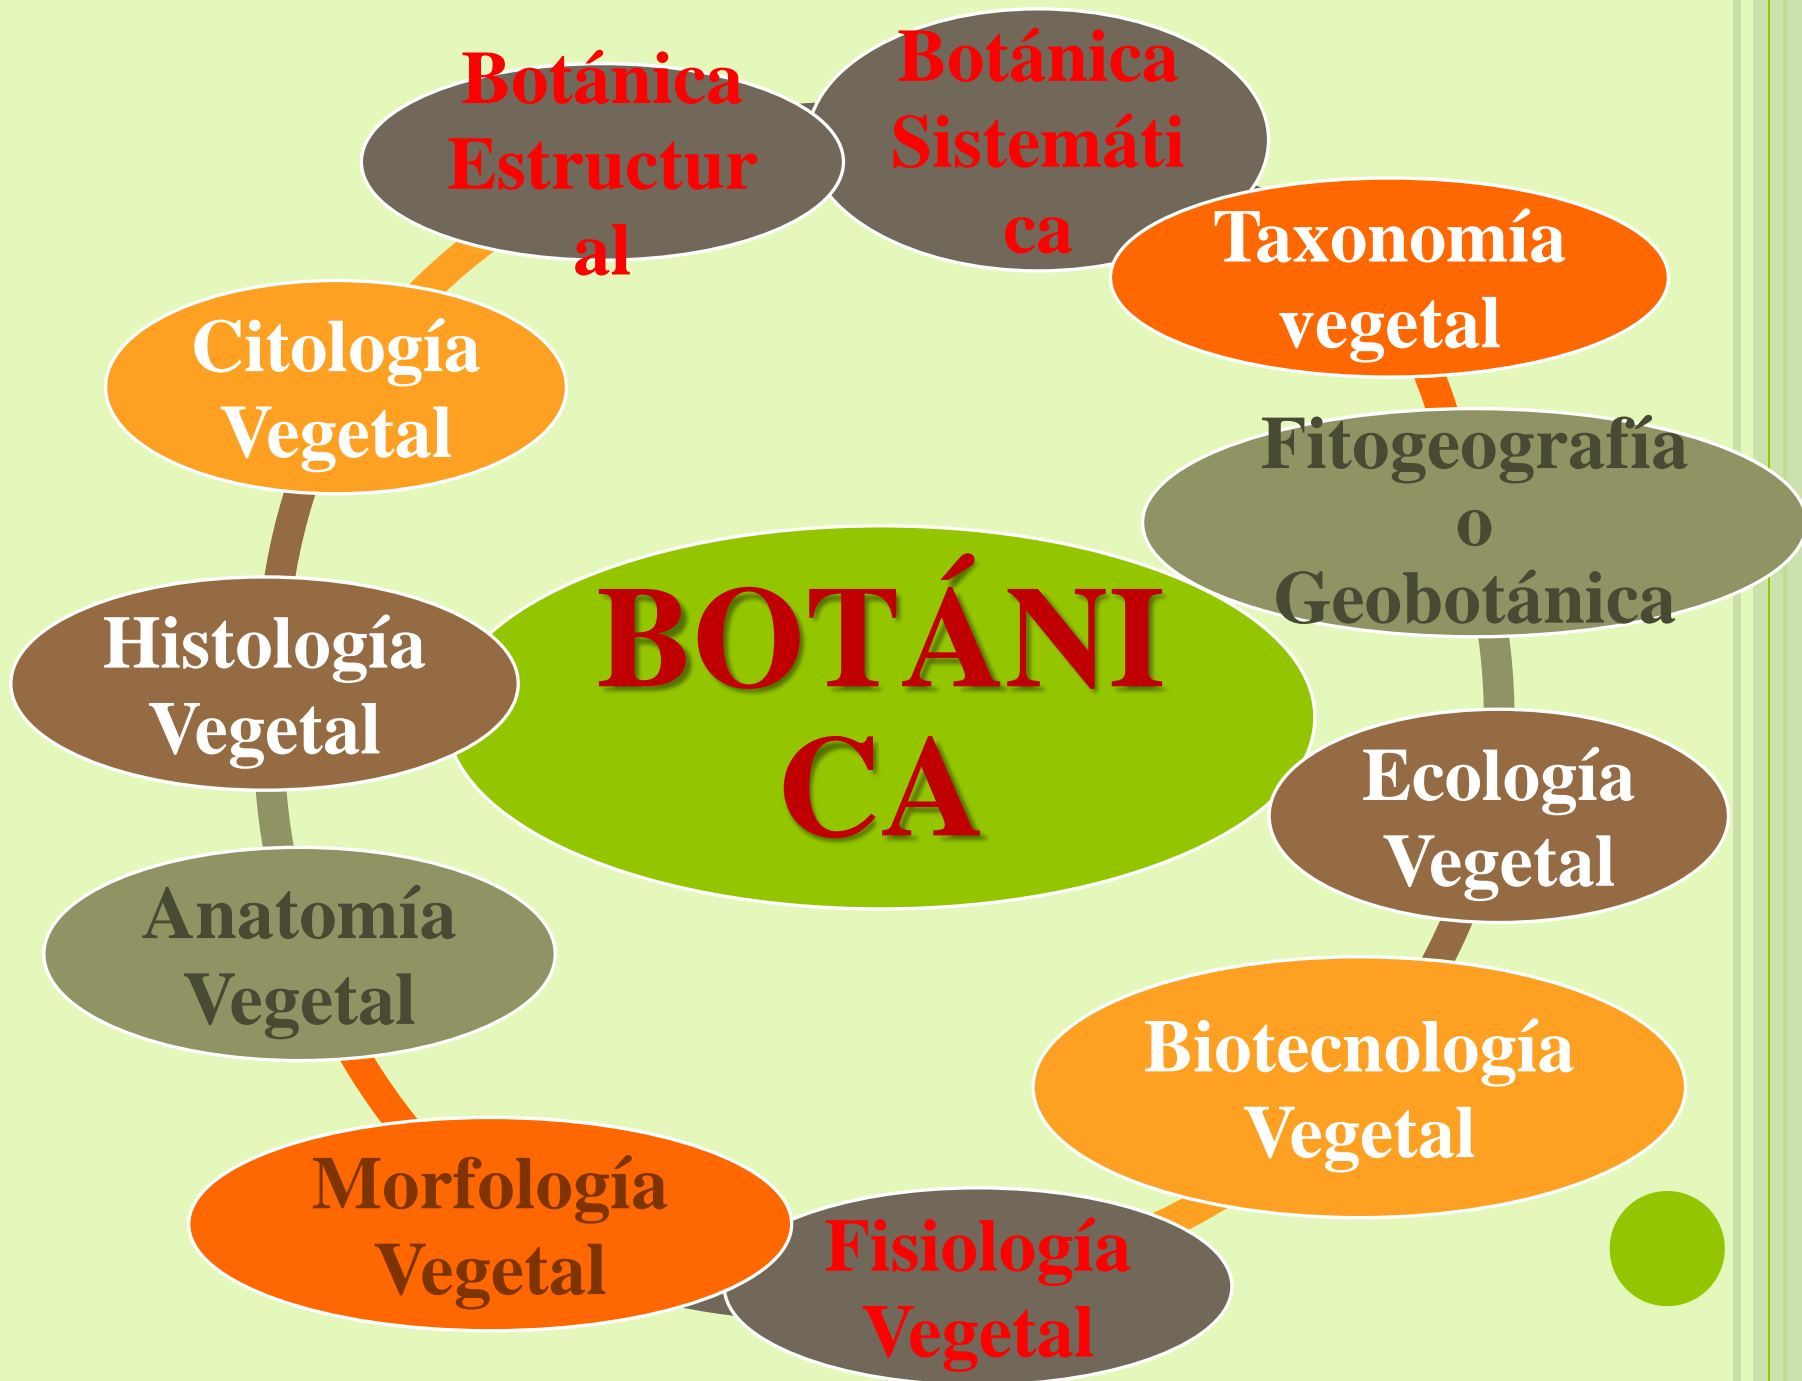 Botánica
Estructur
al
Botánica
Sistemáti
ca
Taxonomía
vegetal
Fitogeografía
o
Geobotánica
Ecología
Vegetal
Biotecnología
Vegetal
Fisiología
Vegetal
Morfología
Vegetal
Anatomía
Vegetal
Histología
Vegetal
Citología
Vegetal
BOTÁNI
CA